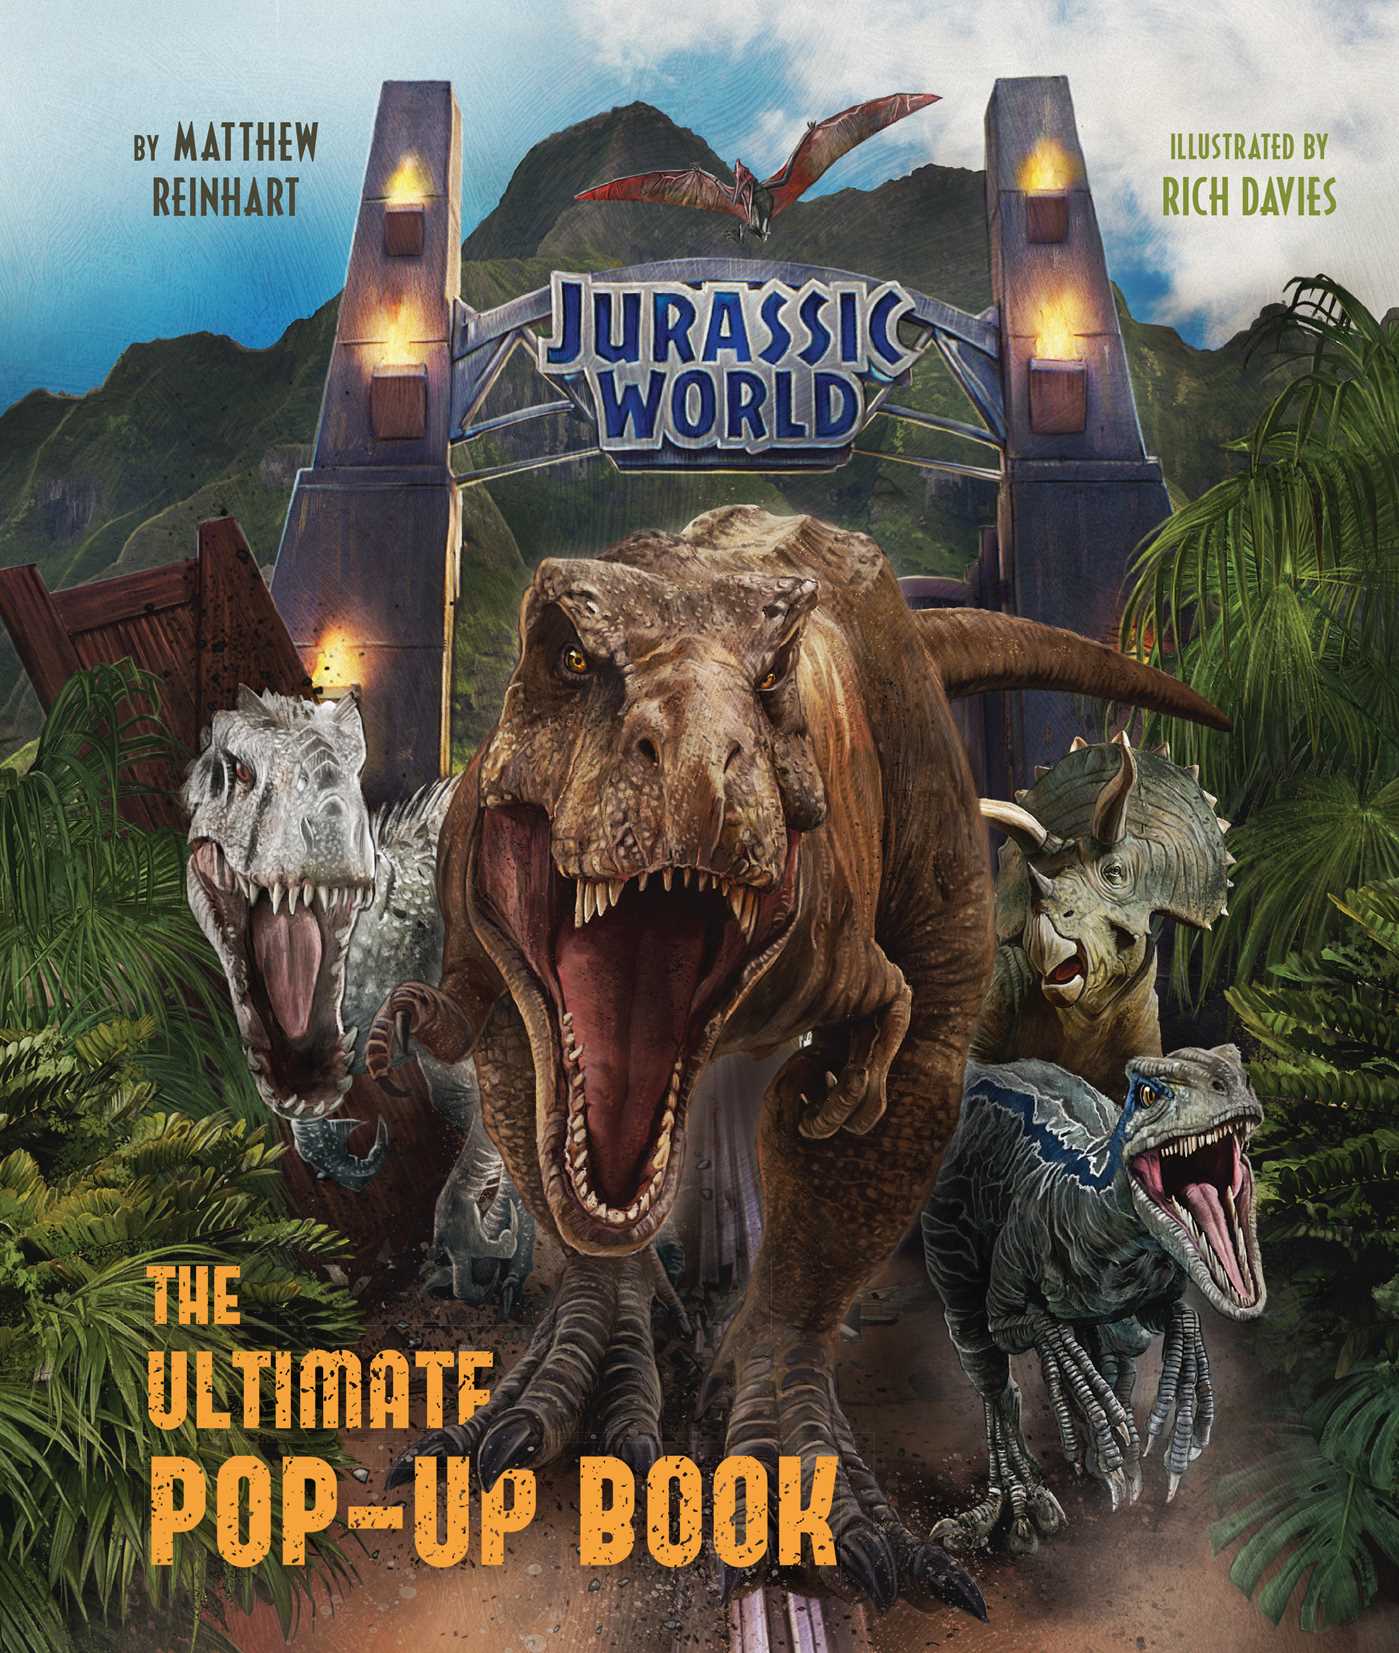 BY MATTHEW
REINHART
ILLUSTRATED BY
RICH DAVIES
JURASSIC
WORLD
THE
ULTIMATE
POP-UP BOOK